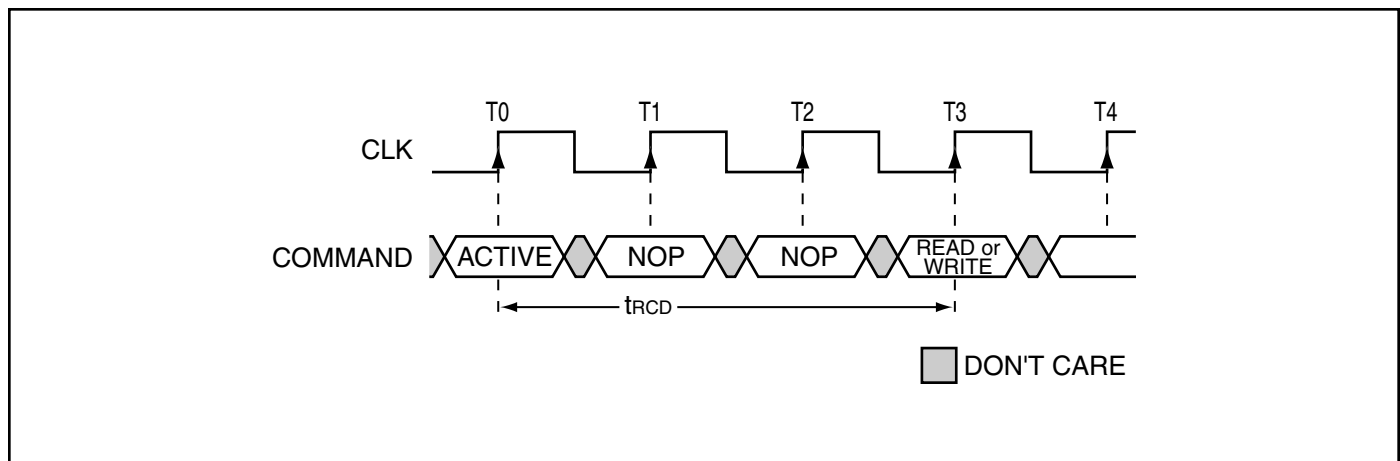 T0 T1 T2 T3 T4
CLK
COMMAND ACTIVE NOP NOP READ or
WRITE
tRCD
DON'T CARE